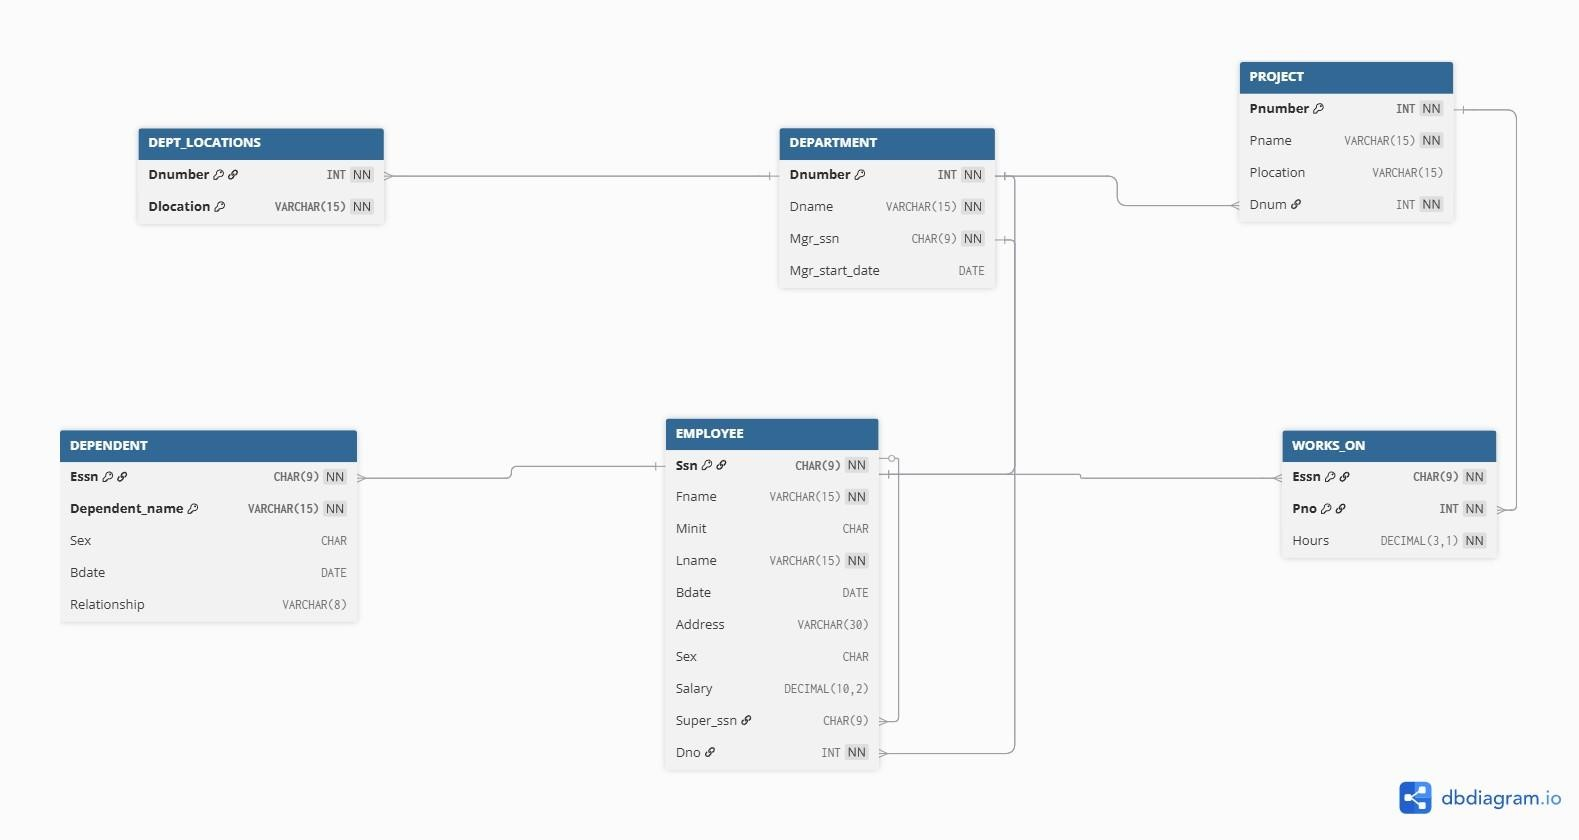 PROJECT
Pnumber INT NN
Pname VARCHAR(15) NN
Plocation VARCHAR(15)
Dnum INT NN
DEPT_LOCATIONS
Dnumber INT NN
Dlocation VARCHAR(15) NN
DEPARTMENT
Dnumber INT NN
Dname VARCHAR(15) NN
Mgr_ssn CHAR(9) NN
Mgr_start_date DATE
DEPENDENT
Essn CHAR(9) NN
Dependent_name VARCHAR(15) NN
Sex CHAR
Bdate DATE
Relationship VARCHAR(8)
EMPLOYEE
Ssn CHAR(9) NN
Fname VARCHAR(15) NN
Minit CHAR
Lname VARCHAR(15) NN
Bdate DATE
Address VARCHAR(30)
Sex CHAR
Salary DECIMAL(10,2)
Super_ssn CHAR(9)
Dno INT NN
WORKS_ON
Essn CHAR(9) NN
Pno INT NN
Hours DECIMAL(3,1) NN
dbdiagram.io